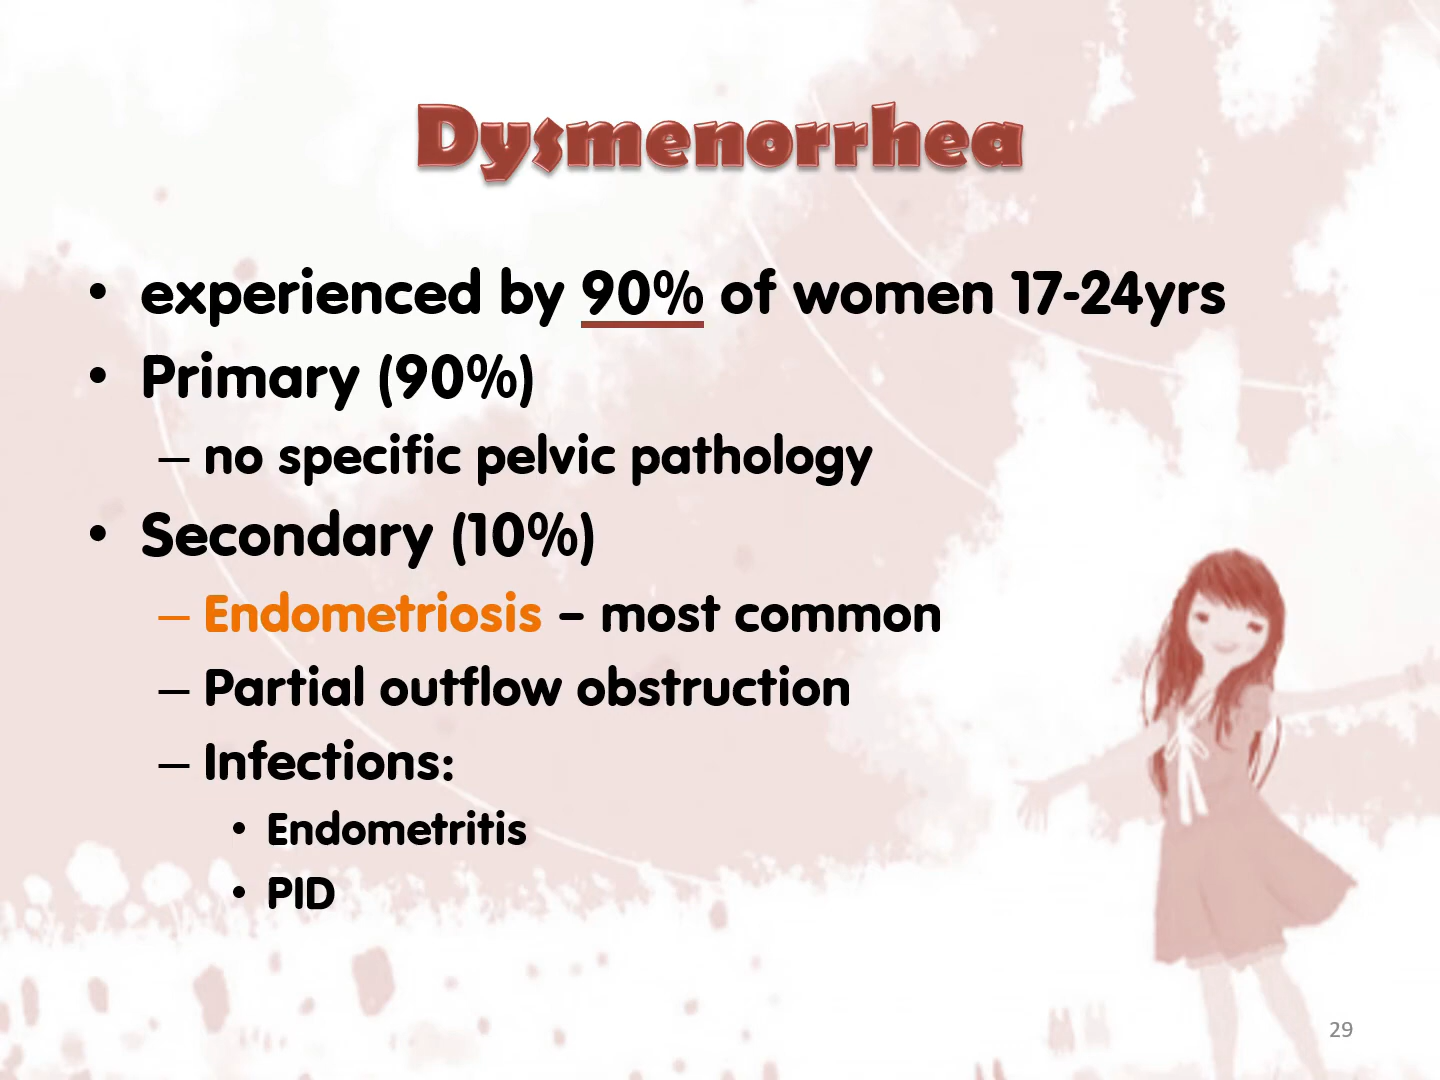 Dysmenorrhea
• experienced by 90% of women 17-24yrs
• Primary (90%)
– no specific pelvic pathology
• Secondary (10%)
– Endometriosis – most common
– Partial outflow obstruction
– Infections:
• Endometritis
• PID
29